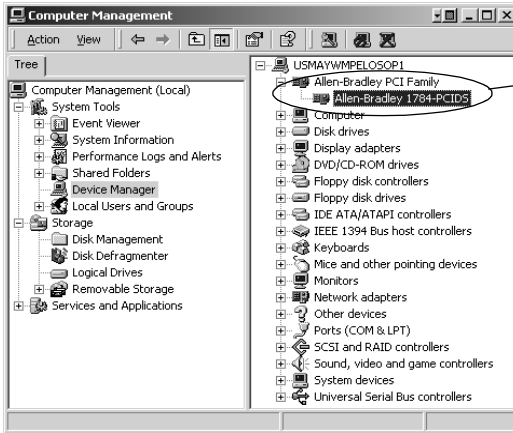 Computer Management
Action View
Tree
Computer Management (Local)
System Tools
Event Viewer
System Information
Performance Logs and Alerts
Shared Folders
Device Manager
Local Users and Groups
Storage
Disk Management
Disk Defragmenter
Logical Drives
Removable Storage
Services and Applications
USMAYWMPELOSOP1
Allen-Bradley PCI Family
Allen-Bradley 1784-PCIDS
Computer
Disk drives
Display adapters
DVD/CD-ROM drives
Floppy disk controllers
Floppy disk drives
IDE ATA/ATAPI controllers
IEEE 1394 Bus host controllers
Keyboards
Mice and other pointing devices
Monitors
Network adapters
Other devices
Ports (COM & LPT)
SCSI and RAID controllers
Sound, video and game controllers
System devices
Universal Serial Bus controllers